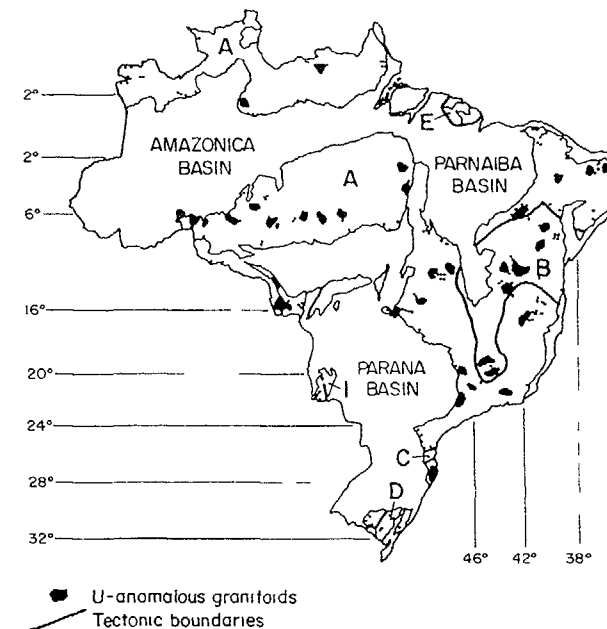 A
2°
E
AMAZONICA
BASIN
2°
PARNAIBA
BASIN
A
6°
B
16°
PARANA
BASIN
20°
I
24°
C
28°
D
32°
46° 42° 38°
U-anomalous granitoids
Tectonic boundaries